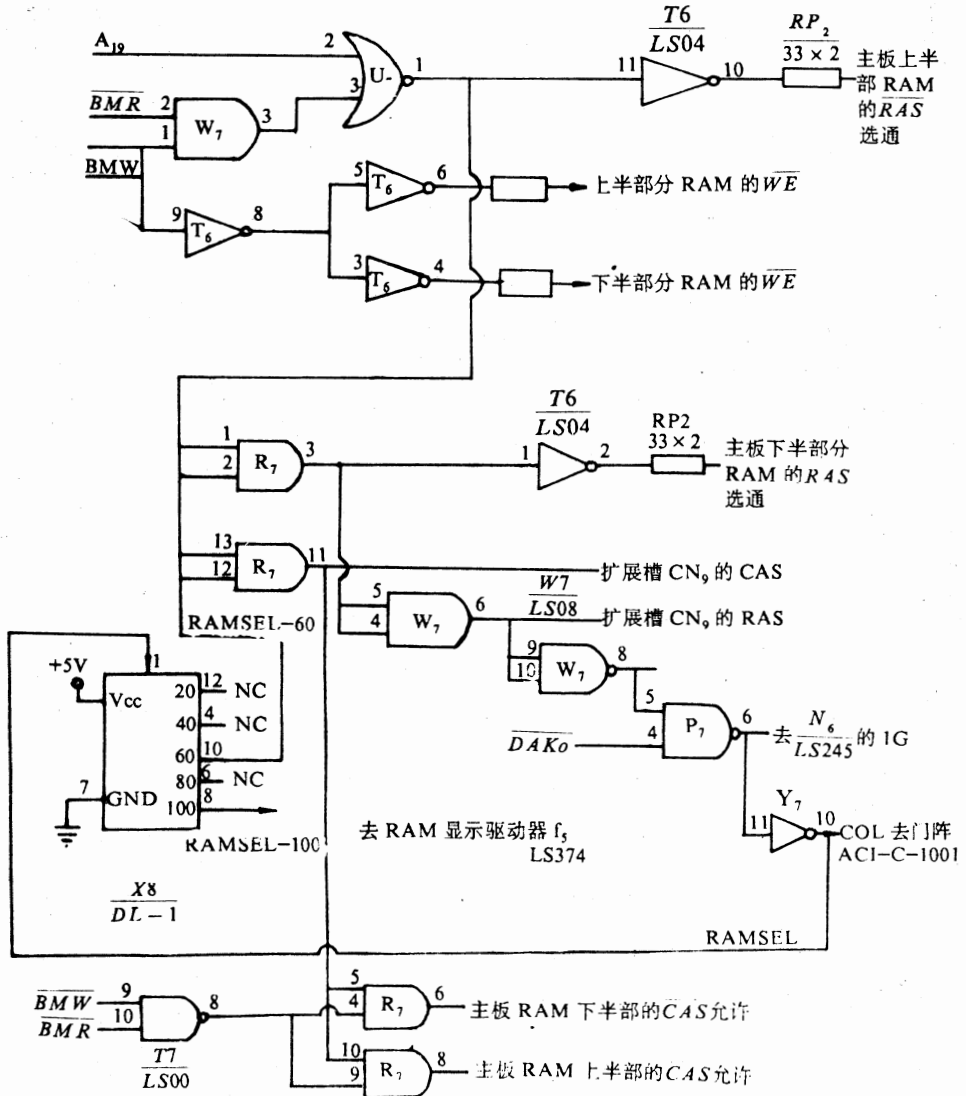 T6
LS04
RP₂
33×2
A₁₉
2
U-
1
3
11
10
主板上半
部 RAM
的 RAS
选通
BMR
2
1
W₇
3
BMW
5
T₆
6
上半部分 RAM 的 WE
9
T₆
8
3
T₆
4
下半部分 RAM 的 WE
T6
LS04
RP2
33×2
1
2
R₇
3
1
2
主板下半部分
RAM 的 RAS
选通
13
12
R₇
11
扩展槽 CN₉ 的 CAS
W7
LS08
5
4
W₇
6
扩展槽 CN₉ 的 RAS
RAMSEL-60
9
10
W₇
8
+5V
1
Vcc
20
12
NC
40
4
NC
60
10
80
6
NC
7
GND
100
8
RAMSEL-100
5
DAKo
4
P₇
6
去 N₆/LS245 的 1G
Y₇
11
10
COL 去门阵
ACI-C-1001
去 RAM 显示驱动器 f₅
LS374
X8
DL-1
RAMSEL
BMW
9
BMR
10
8
T7
LS00
5
4
R₇
6
主板 RAM 下半部的CAS允许
10
9
R₇
8
主板 RAM 上半部的CAS允许